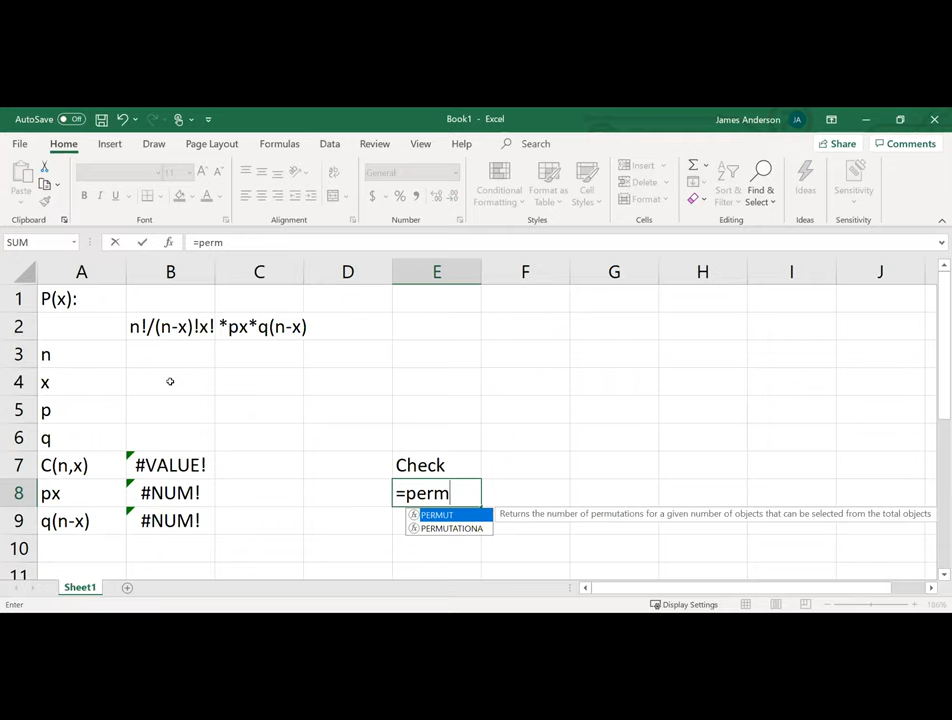 AutoSave Off Book1 - Excel James Anderson JA
File Home Insert Draw Page Layout Formulas Data Review View Help Search Share Comments
Paste 11 A A General Conditional Formatting Format as Table Cell Styles Insert Delete Format Sort & Filter Find & Select Ideas Sensitivity
B I U $ % ,
Clipboard Font Alignment Number Styles Cells Editing Ideas Sensitivity
SUM fx =perm
A B C D E F G H I J
1 P(x):
2 n!/(n-x)!x! *px*q(n-x)
3 n
4 x
5 p
6 q
7 C(n,x) #VALUE! Check
8 px #NUM! =perm
PERMUT Returns the number of permutations for a given number of objects that can be selected from the total objects
9 q(n-x) #NUM! PERMUTATIONA
10
11
Sheet1
Enter Display Settings 186%